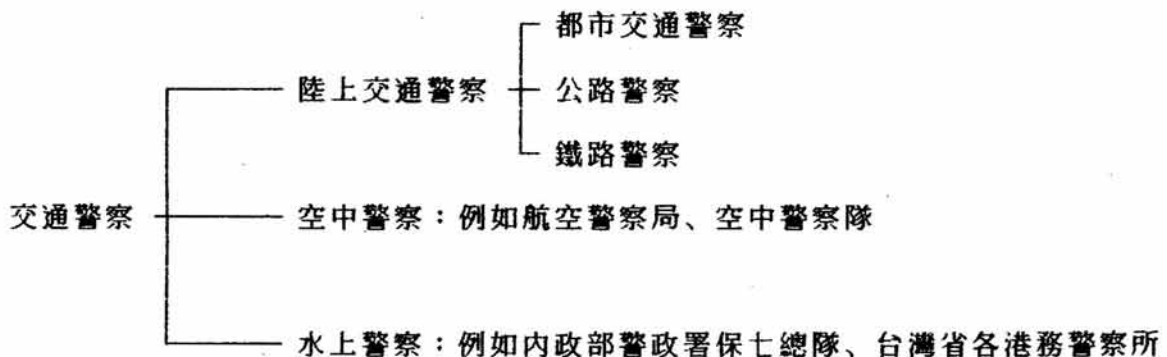 都市交通警察
陸上交通警察
公路警察
鐵路警察
交通警察
空中警察：例如航空警察局、空中警察隊
水上警察：例如內政部警政署保七總隊、台灣省各港務警察所